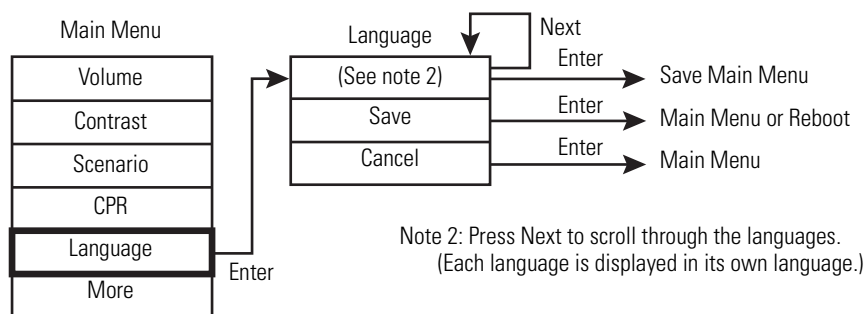 Main Menu
Volume
Contrast
Scenario
CPR
Language
More
Enter
Language
Next
(See note 2)
Enter
Save Main Menu
Save
Enter
Main Menu or Reboot
Cancel
Enter
Main Menu
Note 2: Press Next to scroll through the languages.
(Each language is displayed in its own language.)